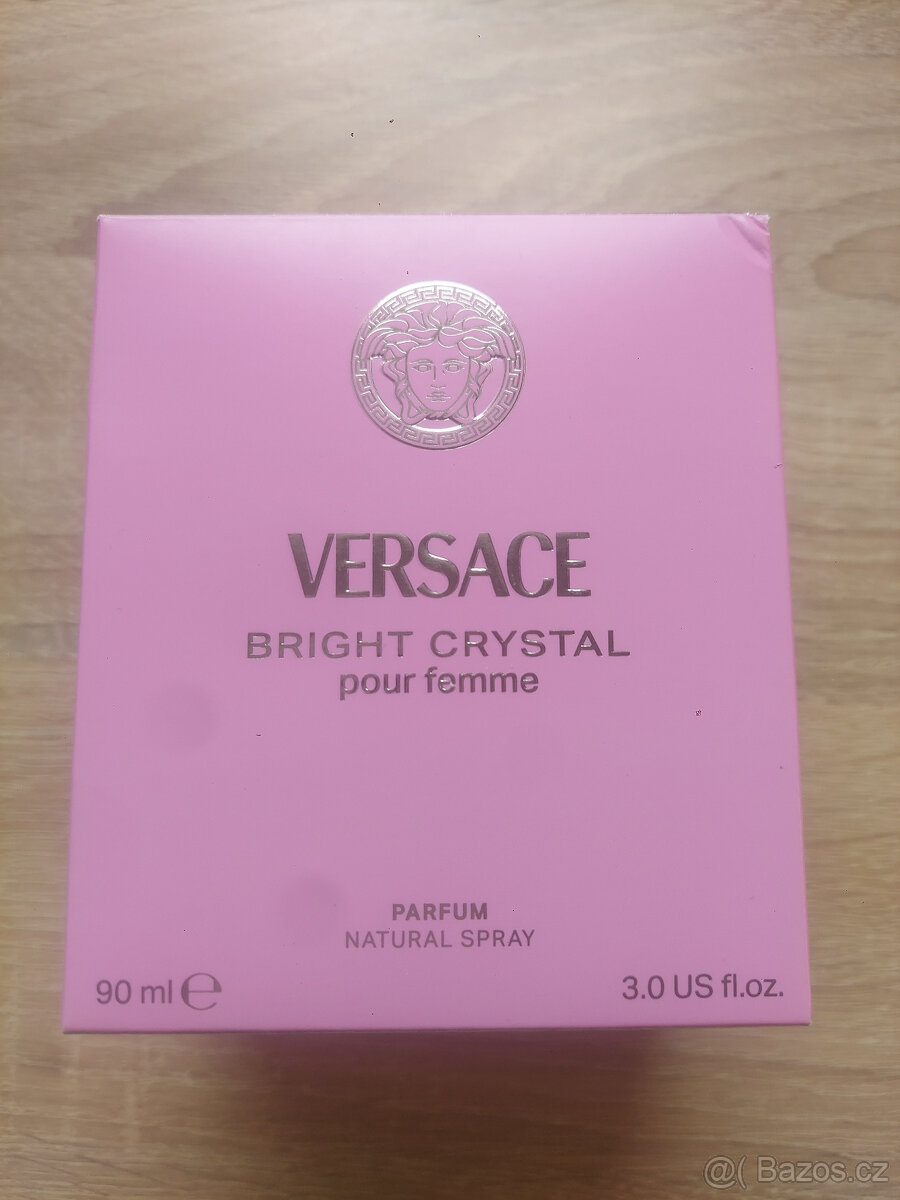 VERSACE
BRIGHT CRYSTAL
pour femme
PARFUM
NATURAL SPRAY
90 ml ℮
3.0 US fl.oz.
@( Bazos.cz